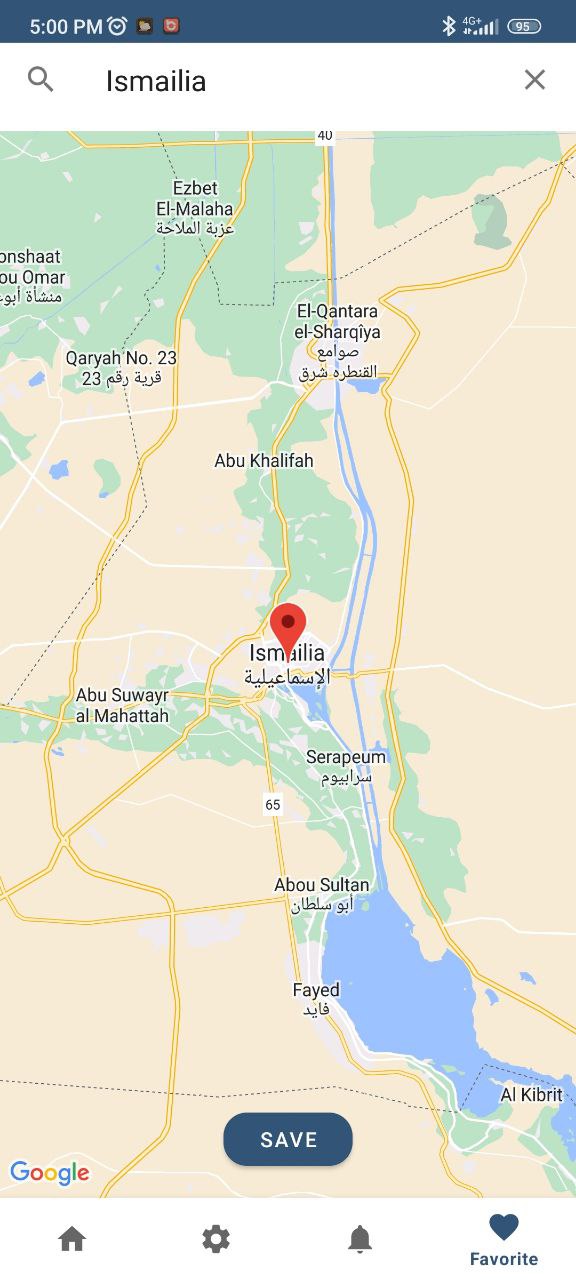 5:00 PM
4G+
95
Ismailia
40
Ezbet
El-Malaha
عزبة الملاحة
onshaat
ou Omar
منشأة أبو
El-Qantara
el-Sharqîya
صوامع
القنطره شرق
Qaryah No. 23
قرية رقم 23
Abu Khalifah
Ismailia
الإسماعيلية
Abu Suwayr
al Mahattah
Serapeum
سرابيوم
65
Abou Sultan
أبو سلطان
Fayed
فايد
Al Kibrit
SAVE
Google
Favorite